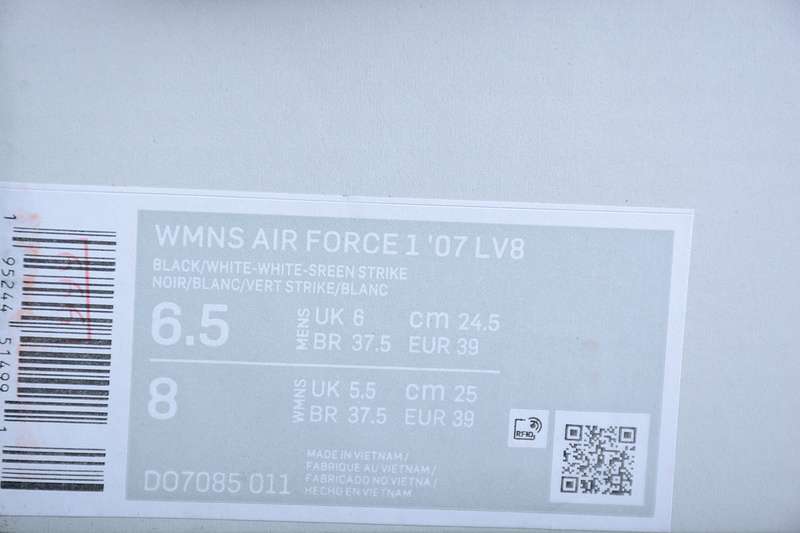 WMNS AIR FORCE 1 '07 LV8
BLACK/WHITE-WHITE-SREEN STRIKE
NOIR/BLANC/VERT STRIKE/BLANC
6.5 MENS UK 6 cm 24.5
BR 37.5 EUR 39
8 WMNS UK 5.5 cm 25
BR 37.5 EUR 39
RFID
DO7085 011
MADE IN VIETNAM /
FABRIQUE AU VIETNAM /
FABRICADO NO VIETNA /
HECHO EN VIETNAM
1 95244 51499 1